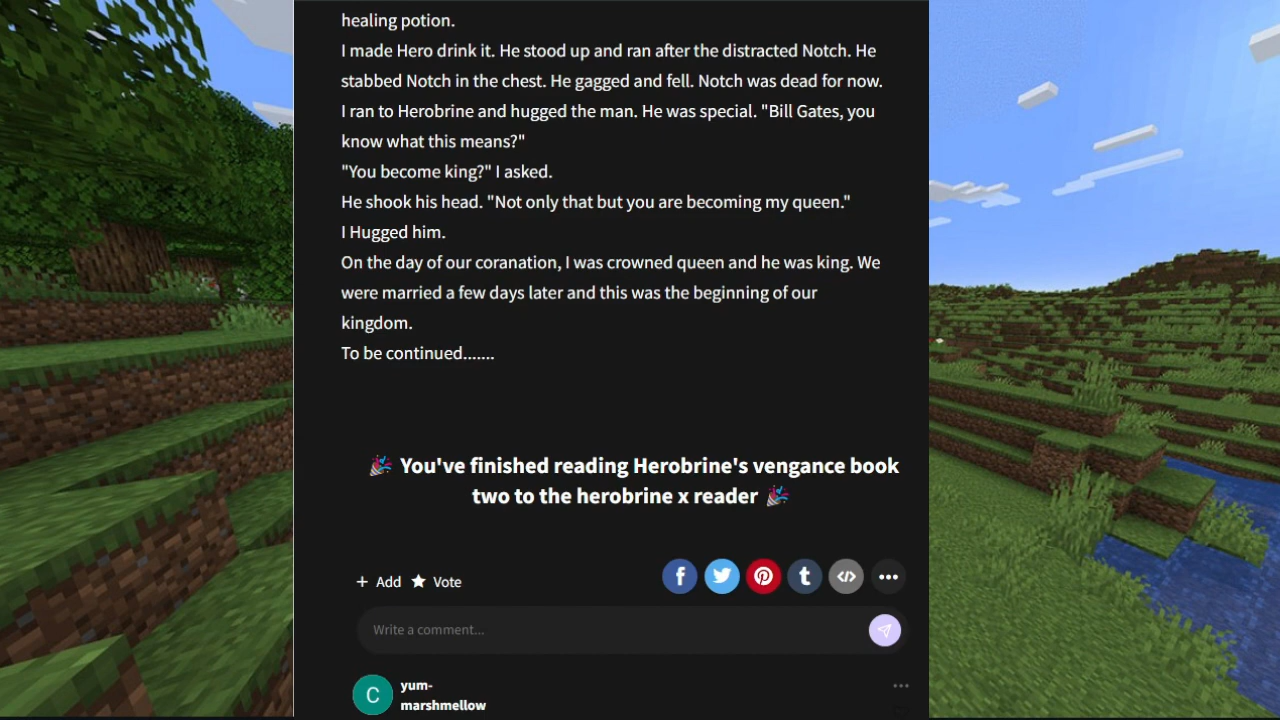 healing potion.
I made Hero drink it. He stood up and ran after the distracted Notch. He
stabbed Notch in the chest. He gagged and fell. Notch was dead for now.
I ran to Herobrine and hugged the man. He was special. "Bill Gates, you
know what this means?"
"You become king?" I asked.
He shook his head. "Not only that but you are becoming my queen."
I Hugged him.
On the day of our coranation, I was crowned queen and he was king. We
were married a few days later and this was the beginning of our
kingdom.
To be continued.......
🎉 You've finished reading Herobrine's vengance book
two to the herobrine x reader 🎉
+ Add ★ Vote
f t </> •••
Write a comment...
C
yum-
marshmellow